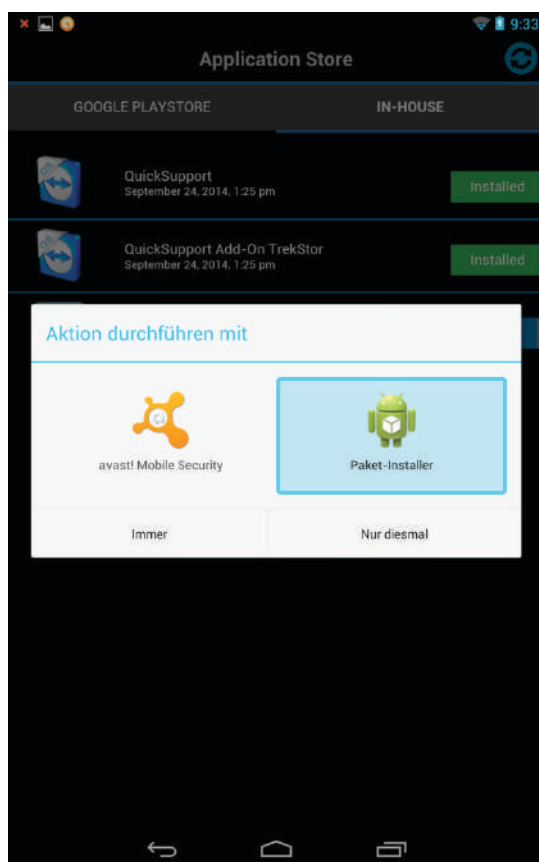 9:33
Application Store
GOOGLE PLAYSTORE
IN-HOUSE
QuickSupport
September 24, 2014, 1:25 pm
Installed
QuickSupport Add-On TrekStor
September 24, 2014, 1:25 pm
Installed
Aktion durchführen mit
avast! Mobile Security
Paket-Installer
Immer
Nur diesmal